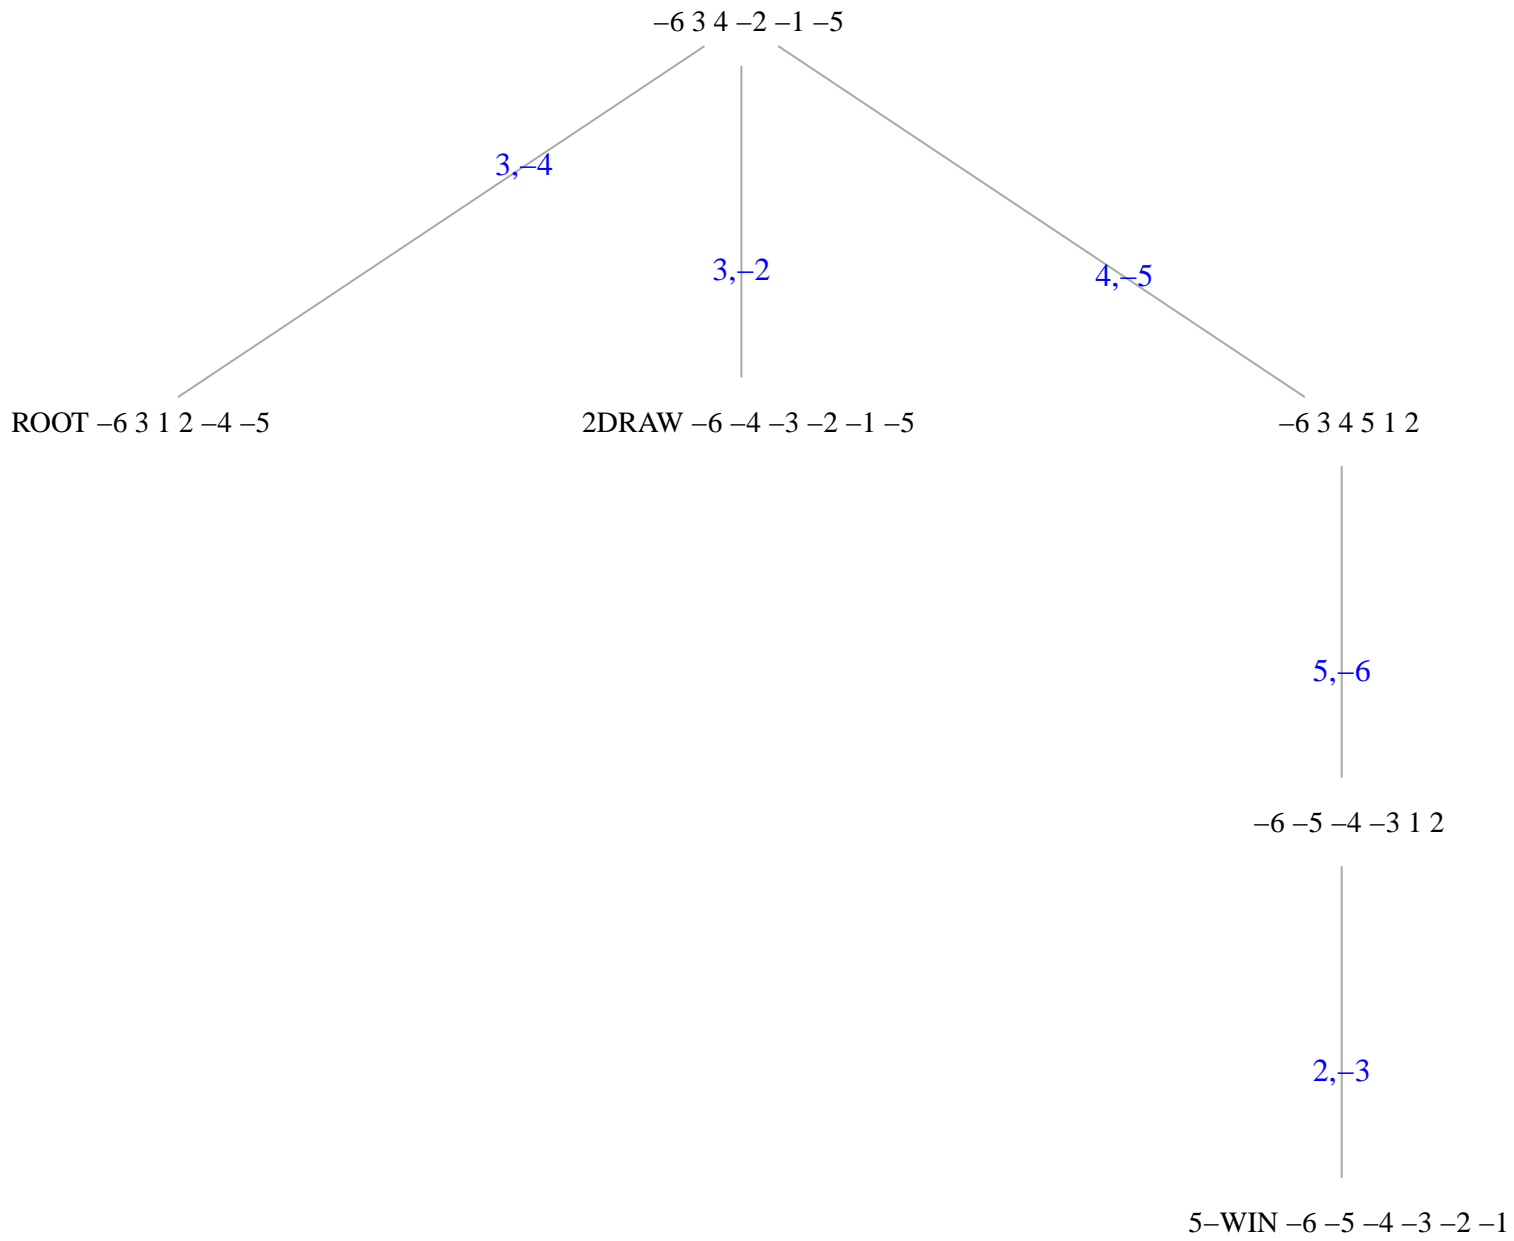 –6 3 4 –2 –1 –5
3,–4
3,–2
4,–5
ROOT –6 3 1 2 –4 –5
2DRAW –6 –4 –3 –2 –1 –5
–6 3 4 5 1 2
5,–6
–6 –5 –4 –3 1 2
2,–3
5–WIN –6 –5 –4 –3 –2 –1